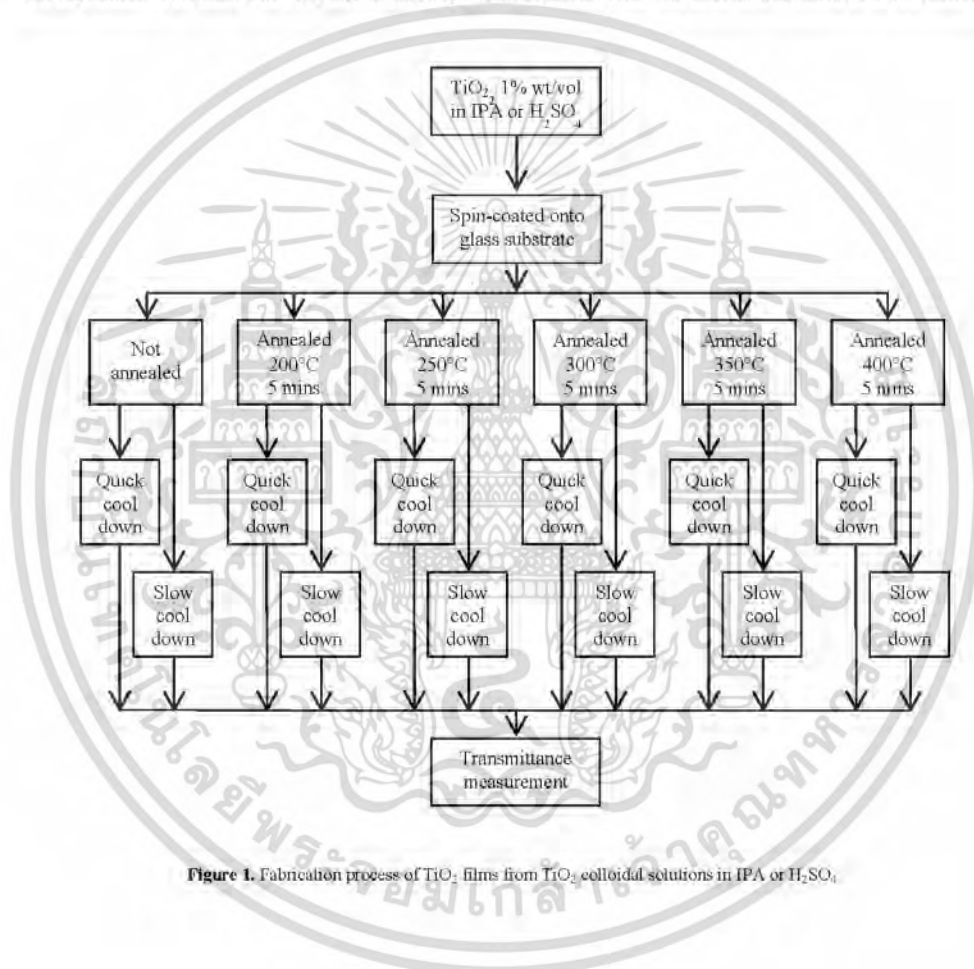 TiO₂, 1% wt/vol
in IPA or H₂SO₄
Spin-coated onto
glass substrate
Not
annealed
Annealed
200°C
5 mins
Annealed
250°C
5 mins
Annealed
300°C
5 mins
Annealed
350°C
5 mins
Annealed
400°C
5 mins
Quick
cool
down
Quick
cool
down
Quick
cool
down
Quick
cool
down
Quick
cool
down
Quick
cool
down
Slow
cool
down
Slow
cool
down
Slow
cool
down
Slow
cool
down
Slow
cool
down
Slow
cool
down
Transmittance
measurement
Figure 1. Fabrication process of TiO₂ films from TiO₂ colloidal solutions in IPA or H₂SO₄